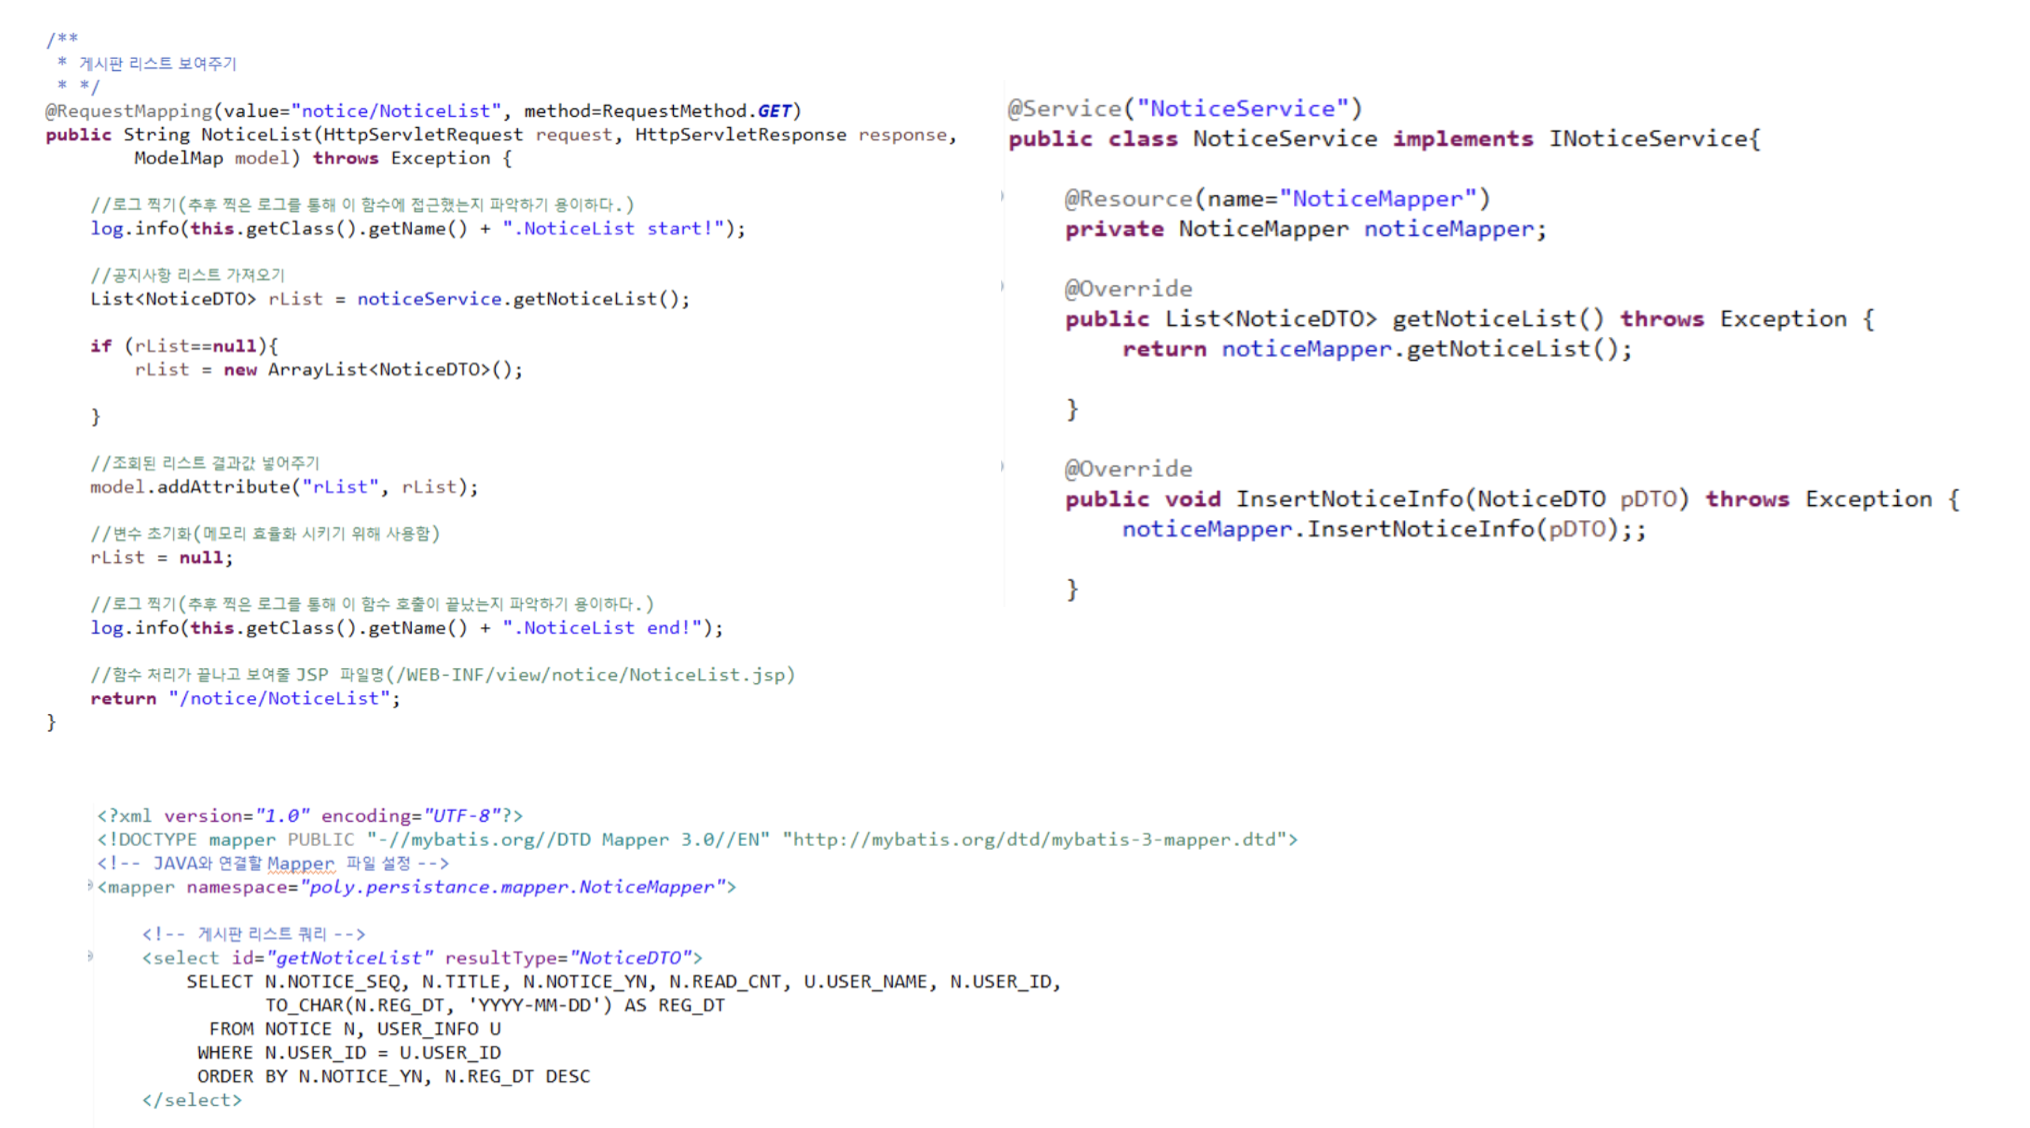 /**
 * 게시판 리스트 보여주기
 * */
@RequestMapping(value="notice/NoticeList", method=RequestMethod.GET)
public String NoticeList(HttpServletRequest request, HttpServletResponse response,
ModelMap model) throws Exception {
//로그 찍기(추후 찍은 로그를 통해 이 함수에 접근했는지 파악하기 용이하다.)
log.info(this.getClass().getName() + ".NoticeList start!");
//공지사항 리스트 가져오기
List<NoticeDTO> rList = noticeService.getNoticeList();
if (rList==null){
rList = new ArrayList<NoticeDTO>();
}
//조회된 리스트 결과값 넣어주기
model.addAttribute("rList", rList);
//변수 초기화(메모리 효율화 시키기 위해 사용함)
rList = null;
//로그 찍기(추후 찍은 로그를 통해 이 함수 호출이 끝났는지 파악하기 용이하다.)
log.info(this.getClass().getName() + ".NoticeList end!");
//함수 처리가 끝나고 보여줄 JSP 파일명(/WEB-INF/view/notice/NoticeList.jsp)
return "/notice/NoticeList";
}
@Service("NoticeService")
public class NoticeService implements INoticeService{
@Resource(name="NoticeMapper")
private NoticeMapper noticeMapper;
@Override
public List<NoticeDTO> getNoticeList() throws Exception {
return noticeMapper.getNoticeList();
}
@Override
public void InsertNoticeInfo(NoticeDTO pDTO) throws Exception {
noticeMapper.InsertNoticeInfo(pDTO);;
}
<?xml version="1.0" encoding="UTF-8"?>
<!DOCTYPE mapper PUBLIC "-//mybatis.org//DTD Mapper 3.0//EN" "http://mybatis.org/dtd/mybatis-3-mapper.dtd">
<!-- JAVA와 연결할 Mapper 파일 설정 -->
<mapper namespace="poly.persistance.mapper.NoticeMapper">
<!-- 게시판 리스트 쿼리 -->
<select id="getNoticeList" resultType="NoticeDTO">
SELECT N.NOTICE_SEQ, N.TITLE, N.NOTICE_YN, N.READ_CNT, U.USER_NAME, N.USER_ID,
TO_CHAR(N.REG_DT, 'YYYY-MM-DD') AS REG_DT
FROM NOTICE N, USER_INFO U
WHERE N.USER_ID = U.USER_ID
ORDER BY N.NOTICE_YN, N.REG_DT DESC
</select>